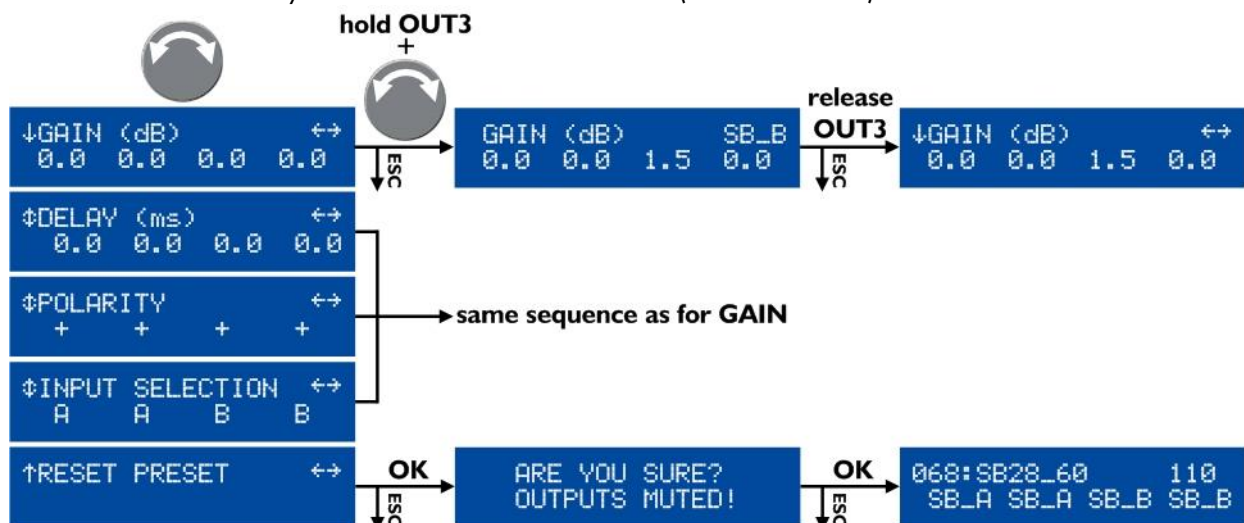 hold OUT3
+
↓GAIN (dB) ↔
0.0 0.0 0.0 0.0
ESC
GAIN (dB) SB_B
0.0 0.0 1.5 0.0
release
OUT3
ESC
↓GAIN (dB) ↔
0.0 0.0 1.5 0.0
↕DELAY (ms) ↔
0.0 0.0 0.0 0.0
↕POLARITY ↔
+ + + +
same sequence as for GAIN
↕INPUT SELECTION ↔
A A B B
↑RESET PRESET ↔
OK
ESC
ARE YOU SURE?
OUTPUTS MUTED!
OK
ESC
068:SB28_60 110
SB_A SB_A SB_B SB_B